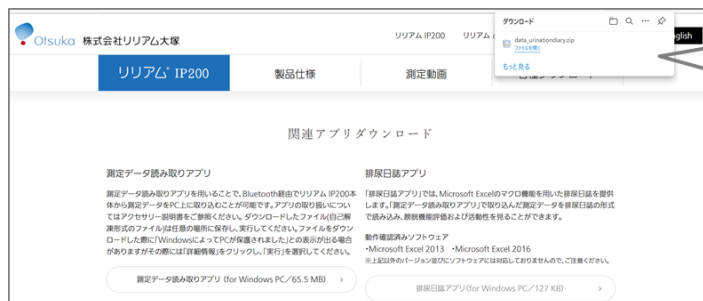 Otsuka 株式会社リリアム大塚
リリアム IP200
ダウンロード
data_urinationdiary.zip
ファイルを開く
もっと見る
リリアム® IP200
製品仕様
測定動画
関連アプリダウンロード
測定データ読み取りアプリ
測定データ読み取りアプリを用いることで、Bluetooth経由でリリアム IP200本
体から測定データをPC上に取り込むことが可能です。アプリの取り扱いについ
てはアクセサリー説明書をご参照ください。ダウンロードしたファイル(自己解
凍形式のファイル)は任意の場所に保存し、実行してください。ファイルをダウン
ロードした際に「WindowsによってPCが保護されました」との表示が出る場合
がありますがその際には「詳細情報」をクリックし、「実行」を選択してください。
測定データ読み取りアプリ (for Windows PC/65.5 MB)
排尿日誌アプリ
「排尿日誌アプリ」では、Microsoft Excelのマクロ機能を用いた排尿日誌を提供
します。「測定データ読み取りアプリ」で取り込んだ測定データを排尿日誌の形式
で読み込み、膀胱機能評価および活動性を見ることができます。
動作確認済みソフトウェア
・Microsoft Excel 2013 ・Microsoft Excel 2016
※上記以外のバージョン並びにソフトウェアには対応しておりませんので、ご注意ください。
排尿日誌アプリ(for Windows PC/127 KB)